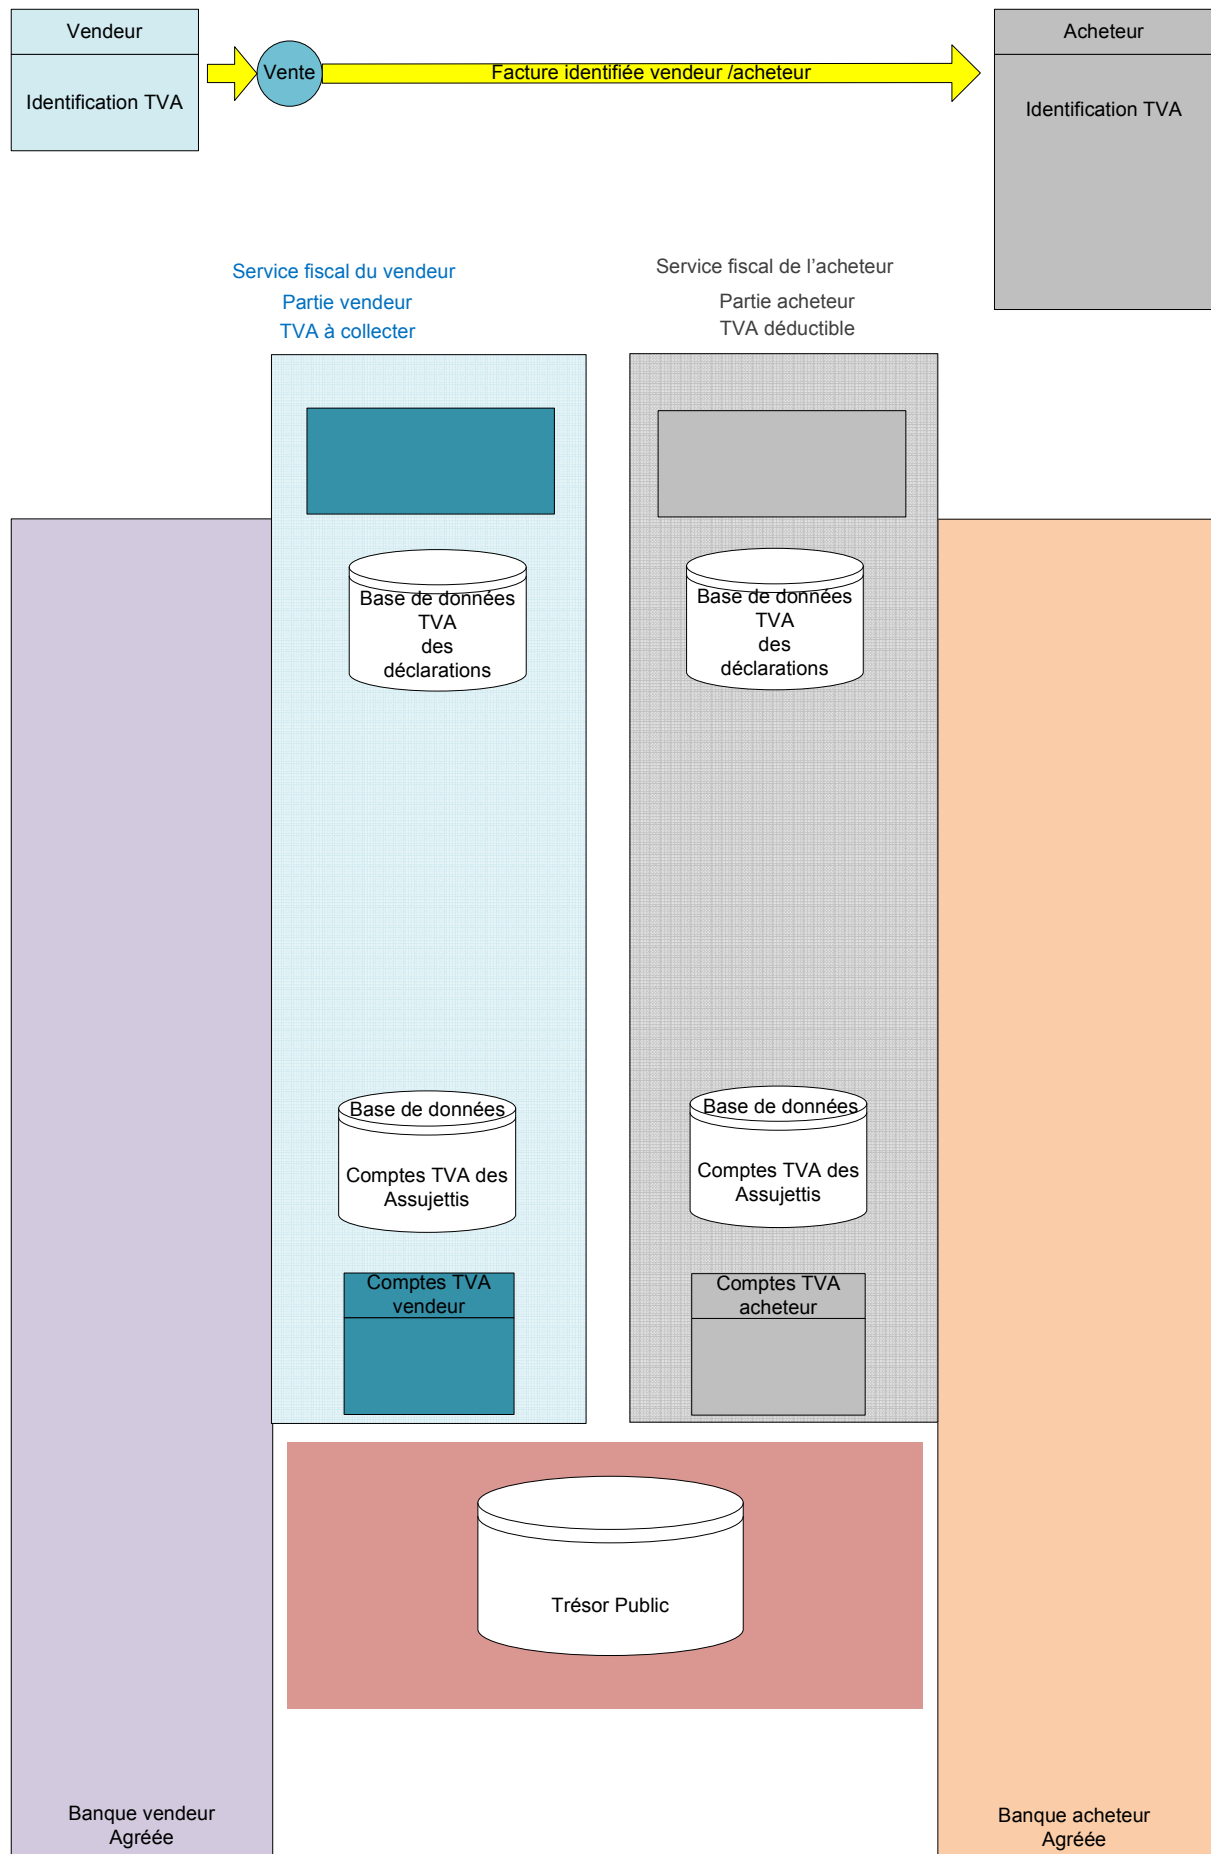 Vendeur
Identification TVA
Vente
Facture identifiée vendeur /acheteur
Acheteur
Identification TVA
Service fiscal du vendeur
Partie vendeur
TVA à collecter
Service fiscal de l’acheteur
Partie acheteur
TVA déductible
Base de données
TVA
des
déclarations
Base de données
TVA
des
déclarations
Base de données
Comptes TVA des
Assujettis
Base de données
Comptes TVA des
Assujettis
Comptes TVA
vendeur
Comptes TVA
acheteur
Trésor Public
Banque vendeur
Agréée
Banque acheteur
Agréée